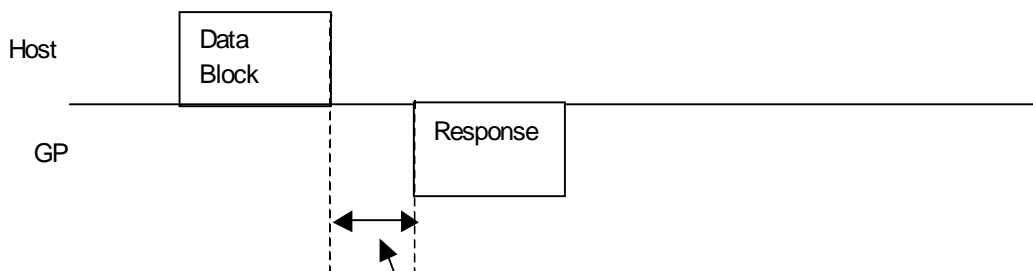 Host
Data
Block
GP
Response